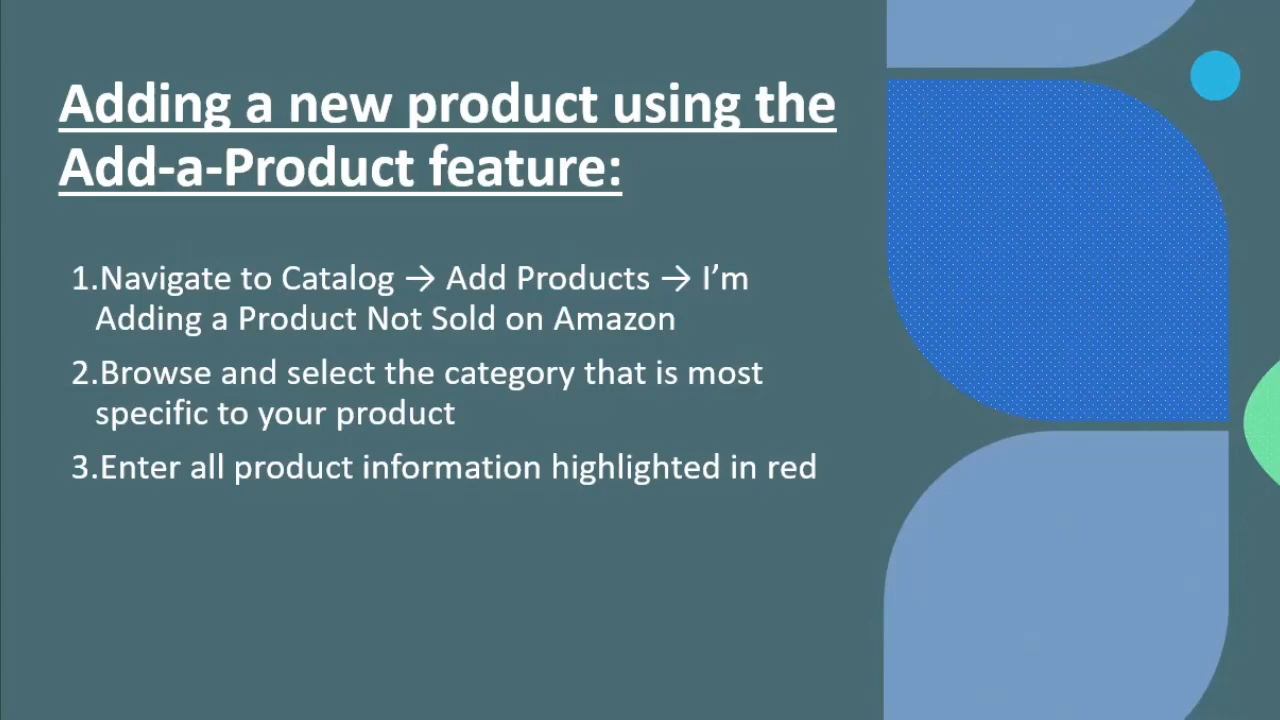 Adding a new product using the
Add-a-Product feature:
1.Navigate to Catalog → Add Products → I’m
Adding a Product Not Sold on Amazon
2.Browse and select the category that is most
specific to your product
3.Enter all product information highlighted in red